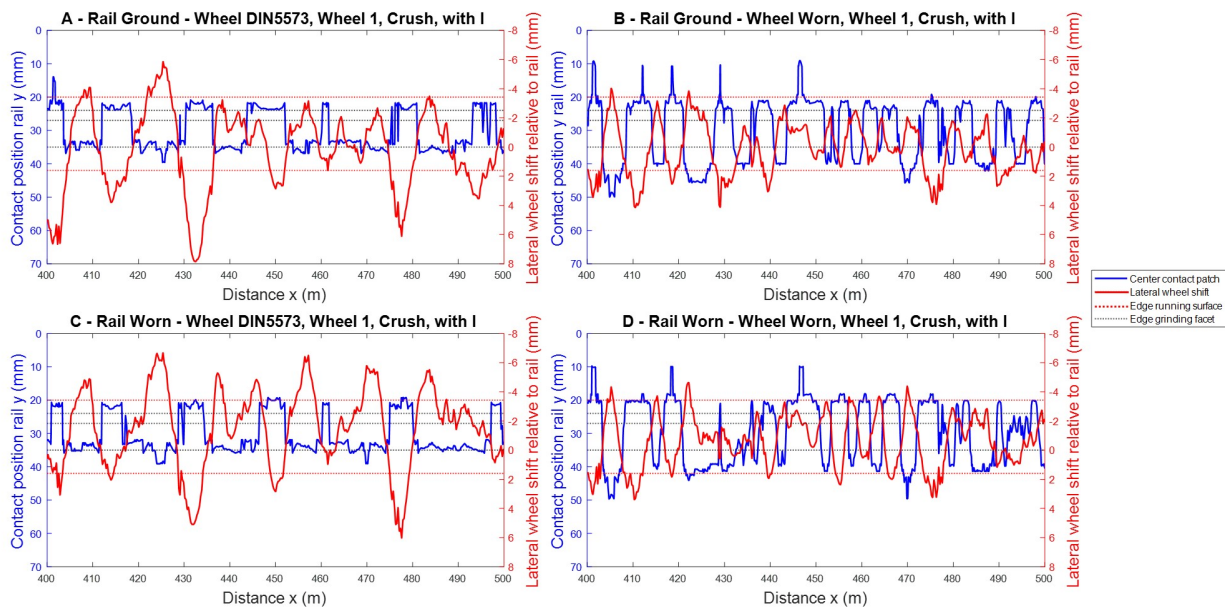 A - Rail Ground - Wheel DIN5573, Wheel 1, Crush, with I
Contact position rail y (mm)
0
10
20
30
40
50
60
70
-8
-6
-4
-2
0
2
4
6
8
Lateral wheel shift relative to rail (mm)
400 410 420 430 440 450 460 470 480 490 500
Distance x (m)
B - Rail Ground - Wheel Worn, Wheel 1, Crush, with I
Contact position y rail (mm)
0
10
20
30
40
50
60
70
-8
-6
-4
-2
0
2
4
6
8
Lateral wheel shift relative to rail (mm)
400 410 420 430 440 450 460 470 480 490 500
Distance x (m)
Center contact patch
Lateral wheel shift
Edge running surface
Edge grinding facet
C - Rail Worn - Wheel DIN5573, Wheel 1, Crush, with I
Contact position rail y (mm)
0
10
20
30
40
50
60
70
-8
-6
-4
-2
0
2
4
6
8
Lateral wheel shift relative to rail (mm)
400 410 420 430 440 450 460 470 480 490 500
Distance x (m)
D - Rail Worn - Wheel Worn, Wheel 1, Crush, with I
Contact position rail y (mm)
0
10
20
30
40
50
60
70
-8
-6
-4
-2
0
2
4
6
8
Lateral wheel shift relative to rail (mm)
400 410 420 430 440 450 460 470 480 490 500
Distance x (m)